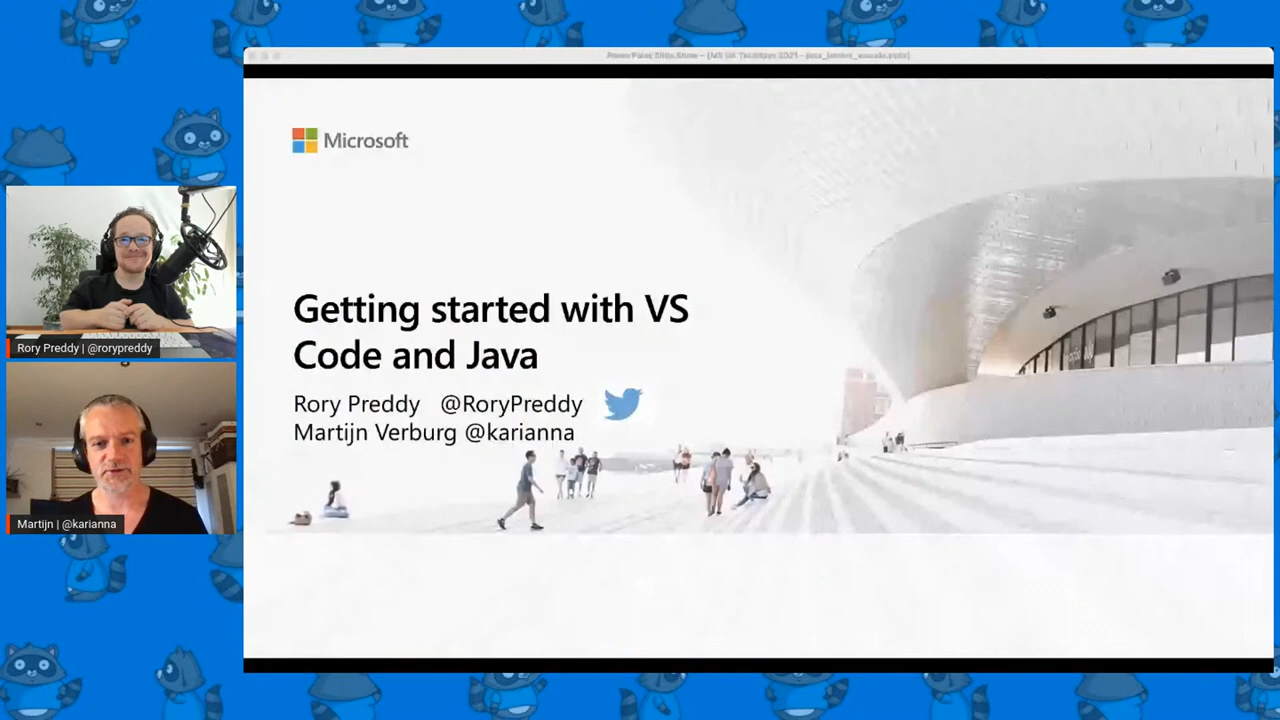 Microsoft
Getting started with VS
Code and Java
Rory Preddy @RoryPreddy
Martijn Verburg @karianna
Rory Preddy | @rorypreddy
Martijn | @karianna